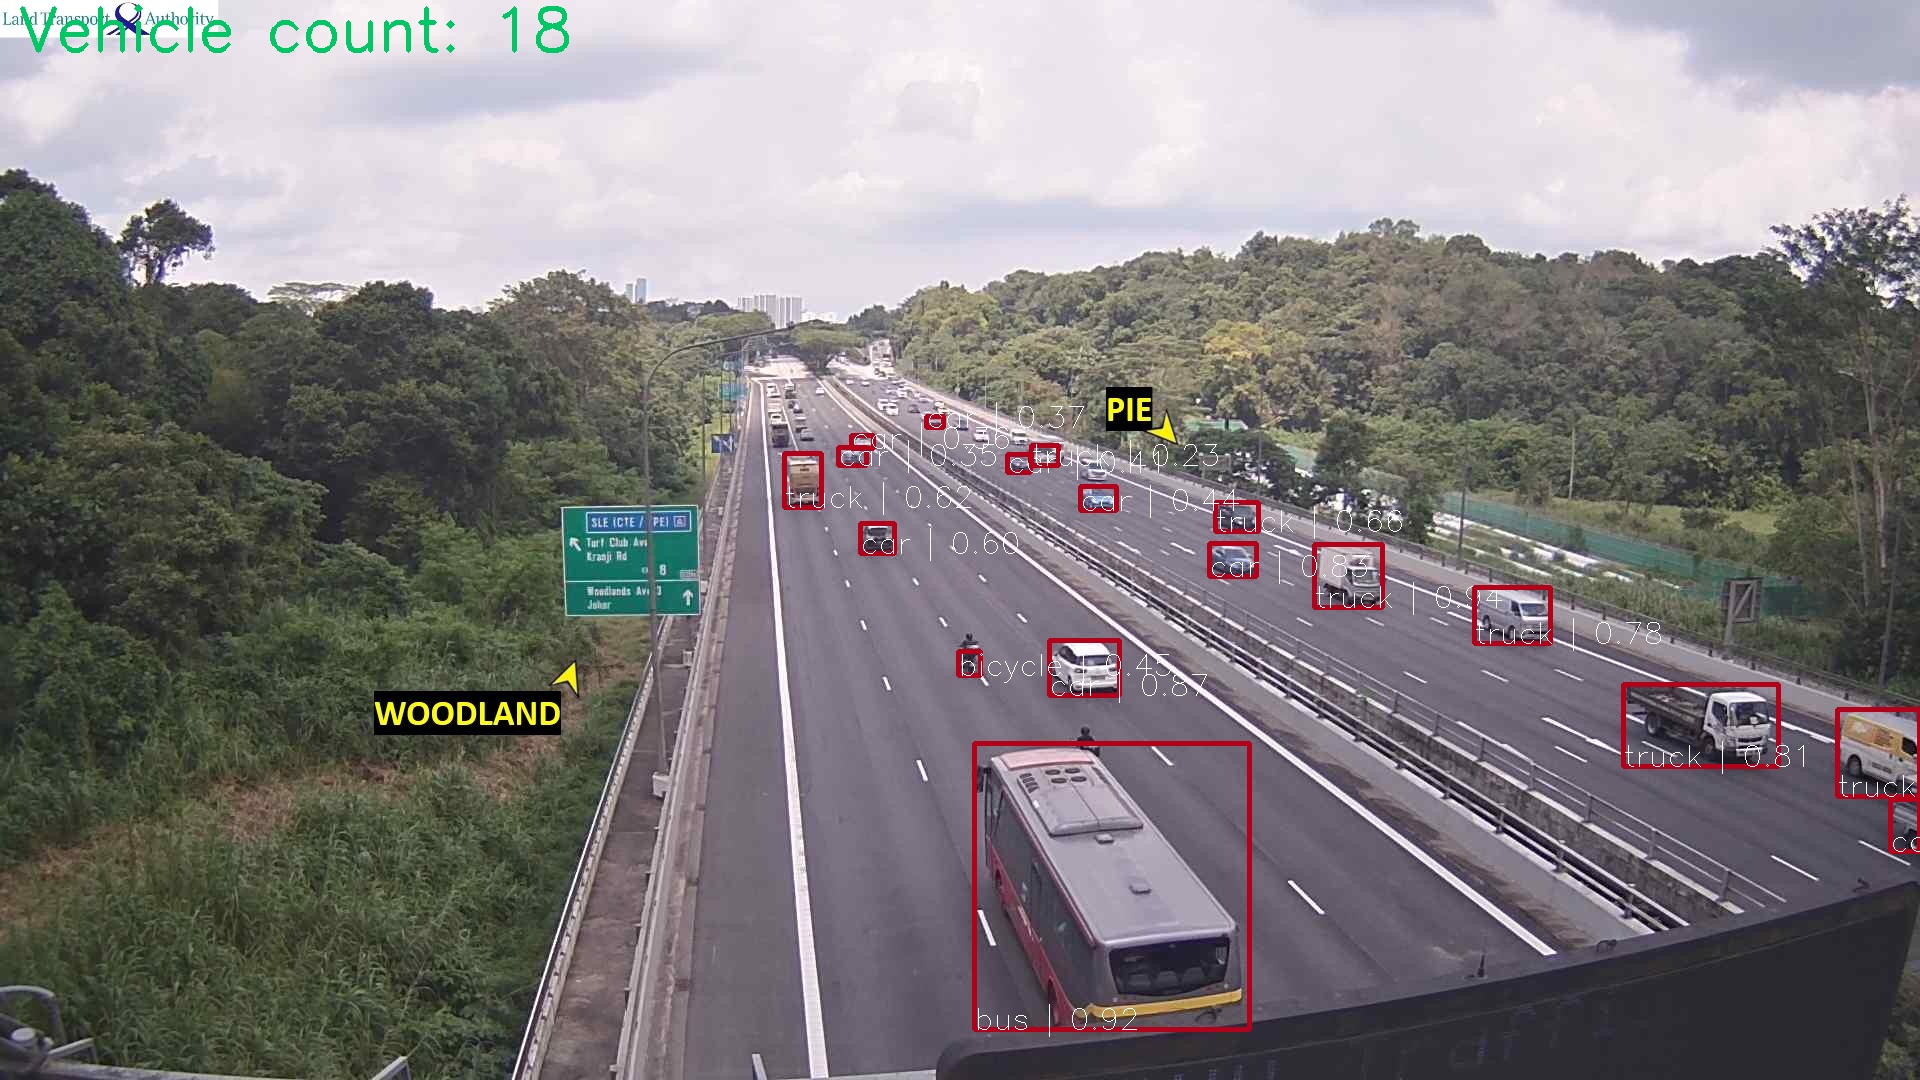 Land Transport Authority
Vehicle count: 18
PIE
car | 0.37
car | 0.35
truck | 0.23
car | 0.44
truck | 0.62
truck | 0.66
car | 0.60
car | 0.83
truck | 0.94
truck | 0.78
bicycle | 0.45
car | 0.87
truck | 0.81
truck
bus | 0.92
SLE (CTE /
Turf Club Ave
Kranji Rd
8
Woodlands Ave 3
Johor
WOODLAND